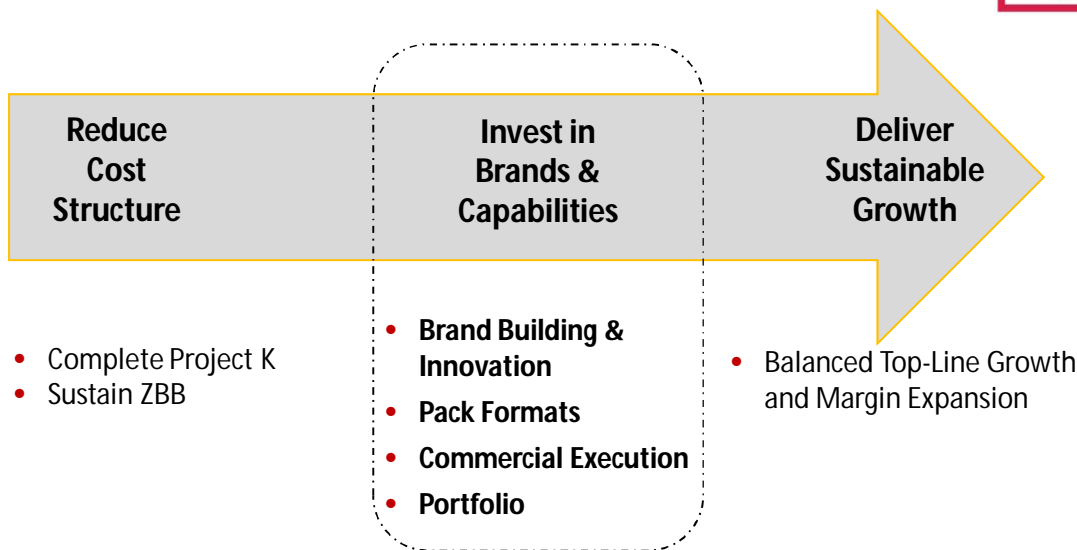 Reduce
Cost
Structure
Invest in
Brands &
Capabilities
Deliver
Sustainable
Growth
• Complete Project K
• Sustain ZBB
• Brand Building &
Innovation
• Pack Formats
• Commercial Execution
• Portfolio
• Balanced Top-Line Growth
and Margin Expansion